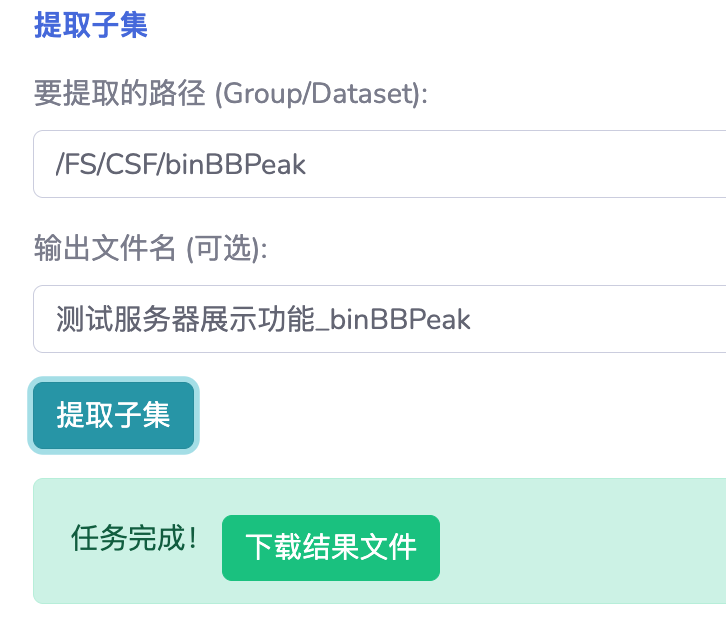 提取子集
要提取的路径 (Group/Dataset):
/FS/CSF/binBBPeak
输出文件名 (可选):
测试服务器展示功能_binBBPeak
提取子集
任务完成！ 下载结果文件